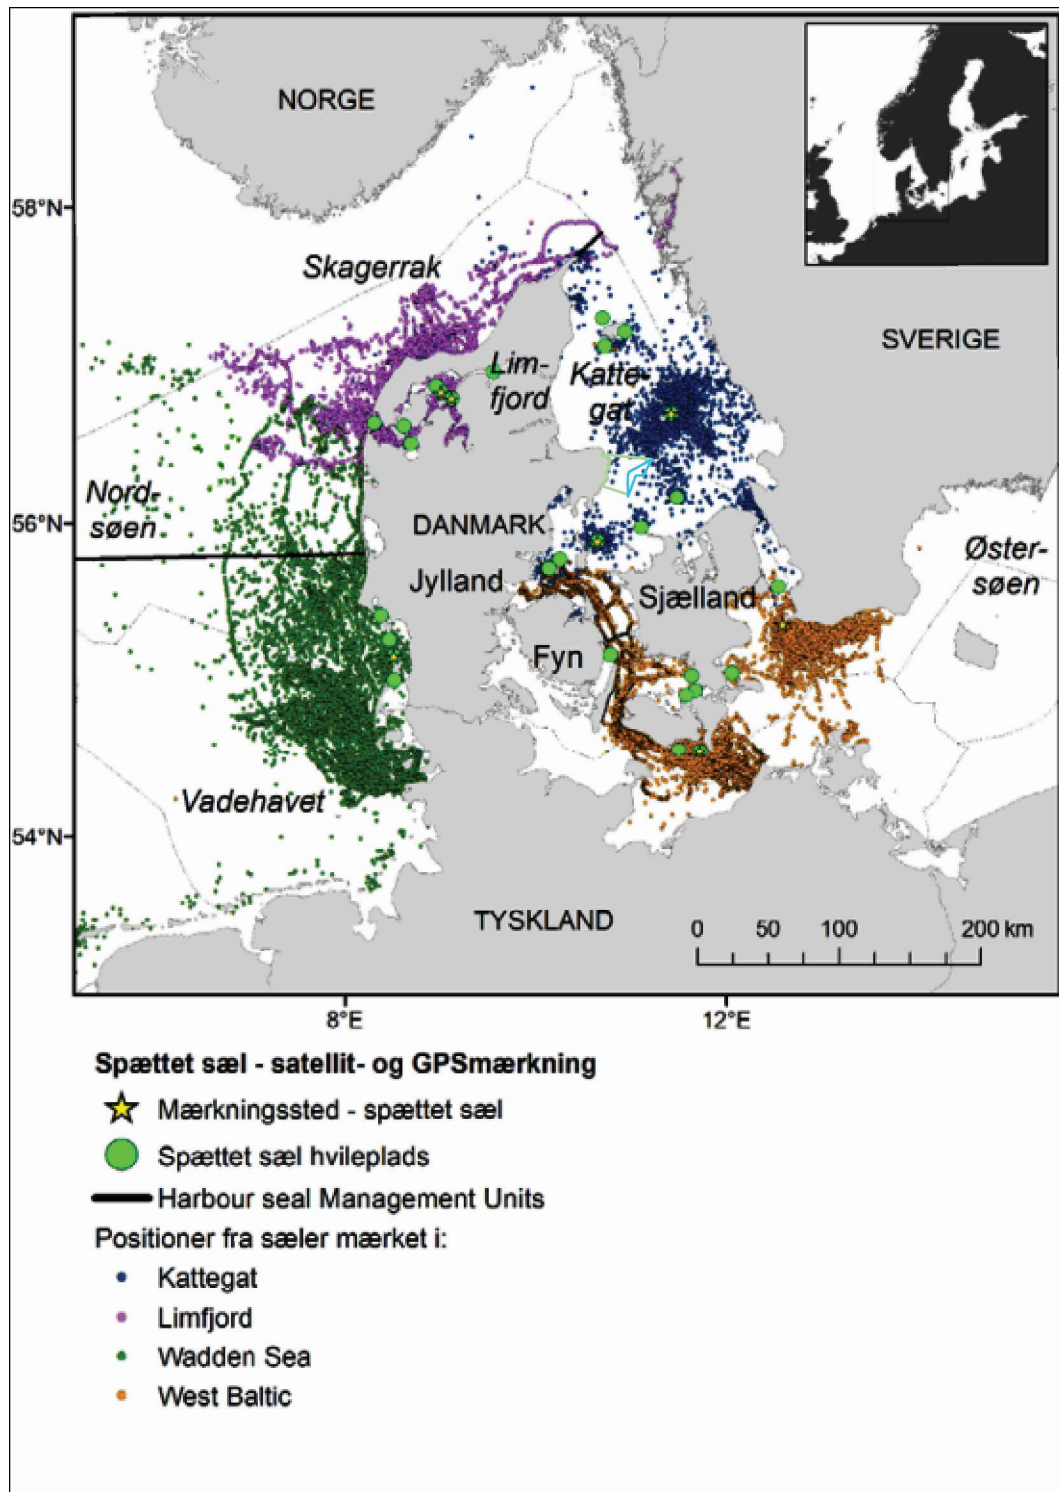 NORGE
58°N
Skagerrak
SVERIGE
Lim-
fjord
Katte-
gat
Nord-
søen
56°N
DANMARK
Øster-
søen
Jylland
Sjælland
Fyn
Vadehavet
54°N
TYSKLAND
0 50 100 200 km
8°E 12°E
Spættet sæl - satellit- og GPSmærkning
Mærkningssted - spættet sæl
Spættet sæl hvileplads
Harbour seal Management Units
Positioner fra sæler mærket i:
Kattegat
Limfjord
Wadden Sea
West Baltic